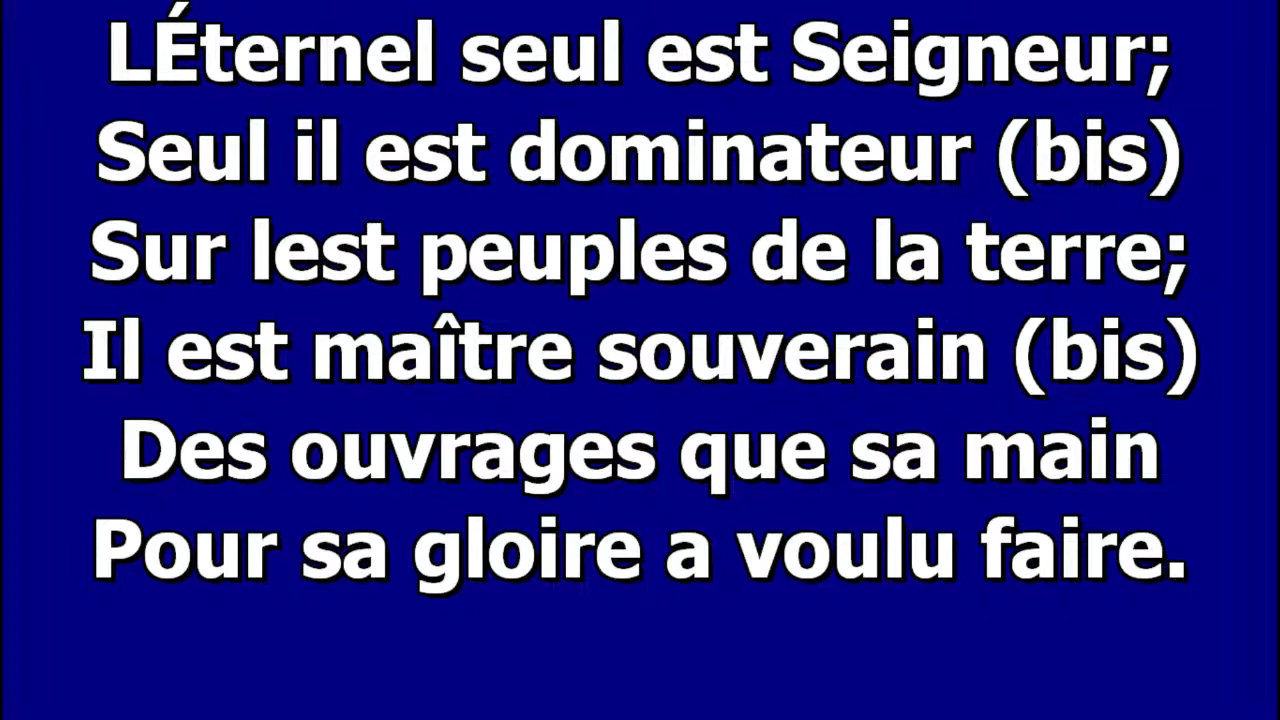 LÉternel seul est Seigneur;
Seul il est dominateur (bis)
Sur lest peuples de la terre;
Il est maître souverain (bis)
Des ouvrages que sa main
Pour sa gloire a voulu faire.